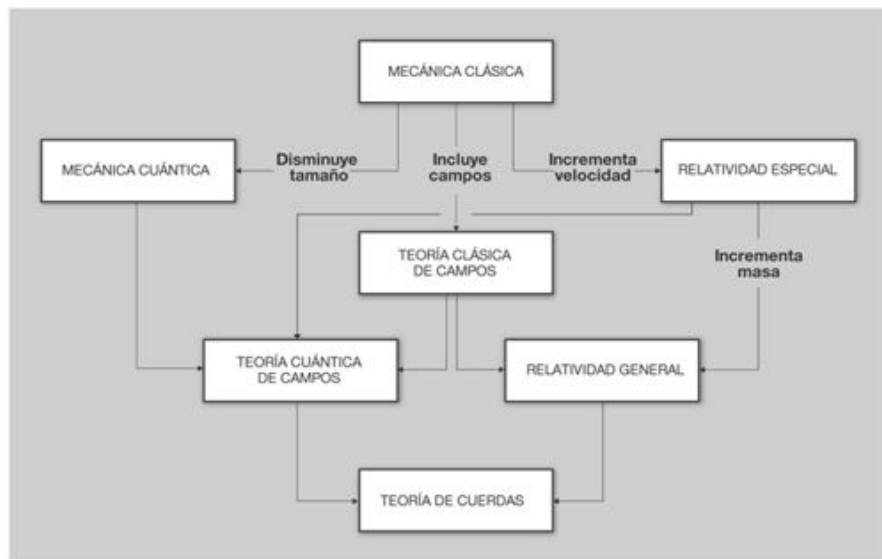 MECÁNICA CLÁSICA
MECÁNICA CUÁNTICA
Disminuye
tamaño
Incluye
campos
Incrementa
velocidad
RELATIVIDAD ESPECIAL
TEORÍA CLÁSICA
DE CAMPOS
Incrementa
masa
TEORÍA CUÁNTICA
DE CAMPOS
RELATIVIDAD GENERAL
TEORÍA DE CUERDAS